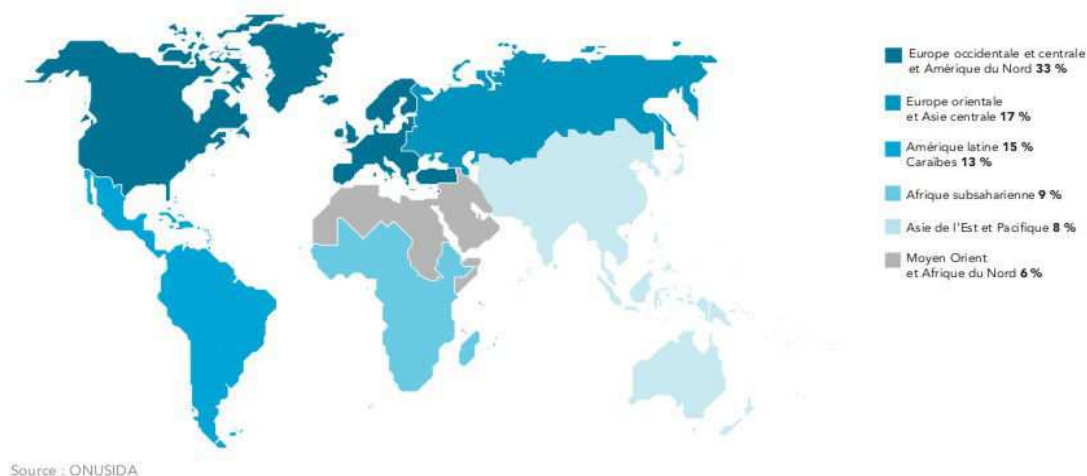 Europe occidentale et centrale
et Amérique du Nord 33 %
Europe orientale
et Asie centrale 17 %
Amérique latine 15 %
Caraïbes 13 %
Afrique subsaharienne 9 %
Asie de l'Est et Pacifique 8 %
Moyen Orient
et Afrique du Nord 6 %
Source : ONUSIDA